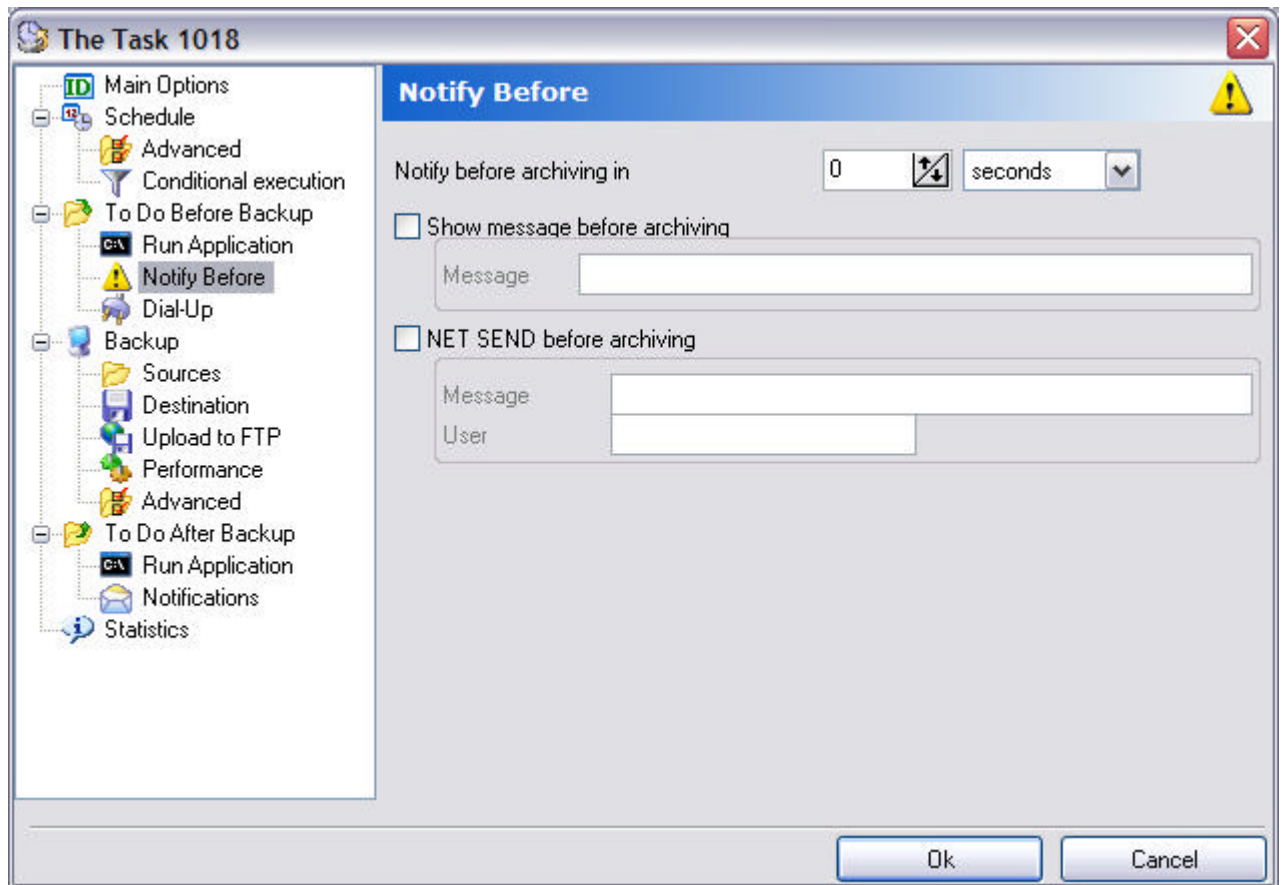 The Task 1018
ID Main Options
12 Schedule
Advanced
Conditional execution
To Do Before Backup
C:\ Run Application
Notify Before
Dial-Up
Backup
Sources
Destination
Upload to FTP
Performance
Advanced
To Do After Backup
C:\ Run Application
Notifications
Statistics
Notify Before
Notify before archiving in 0 seconds
Show message before archiving
Message
NET SEND before archiving
Message
User
Ok Cancel